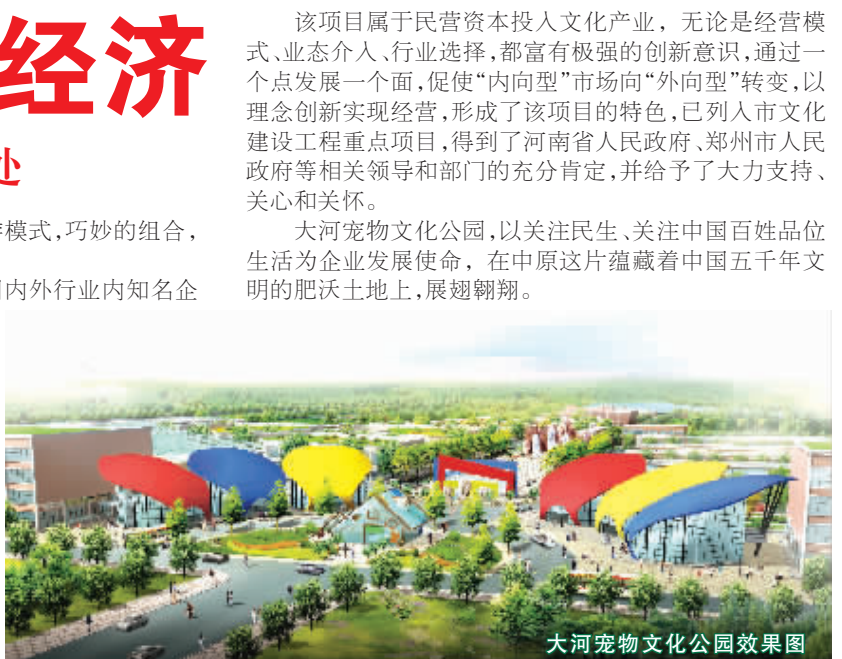 经济
处
模式,巧妙的组合,
内外行业内知名企
该项目属于民营资本投入文化产业，无论是经营模
式、业态介入、行业选择,都富有极强的创新意识,通过一
个点发展一个面,促使“内向型”市场向“外向型”转变,以
理念创新实现经营,形成了该项目的特色,已列入市文化
建设工程重点项目,得到了河南省人民政府、郑州市人民
政府等相关领导和部门的充分肯定,并给予了大力支持、
关心和关怀。
大河宠物文化公园,以关注民生、关注中国百姓品位
生活为企业发展使命，在中原这片蕴藏着中国五千年文
明的肥沃土地上,展翅翱翔。
大河宠物文化公园效果图